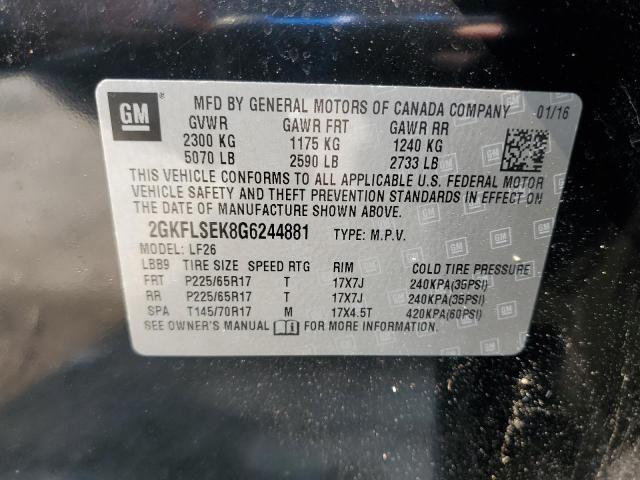 GM
MFD BY GENERAL MOTORS OF CANADA COMPANY 01/16
GVWR GAWR FRT GAWR RR
2300 KG 1175 KG 1240 KG
5070 LB 2590 LB 2733 LB
THIS VEHICLE CONFORMS TO ALL APPLICABLE U.S. FEDERAL MOTOR
VEHICLE SAFETY AND THEFT PREVENTION STANDARDS IN EFFECT ON
THE DATE OF MANUFACTURE SHOWN ABOVE.
2GKFLSEK8G6244881 TYPE: M.P.V.
MODEL: LF26
LBB9 TIRE SIZE SPEED RTG RIM COLD TIRE PRESSURE
FRT P225/65R17 T 17X7J 240KPA(35PSI)
RR P225/65R17 T 17X7J 240KPA(35PSI)
SPA T145/70R17 M 17X4.5T 420KPA(60PSI)
SEE OWNER'S MANUAL FOR MORE INFORMATION.